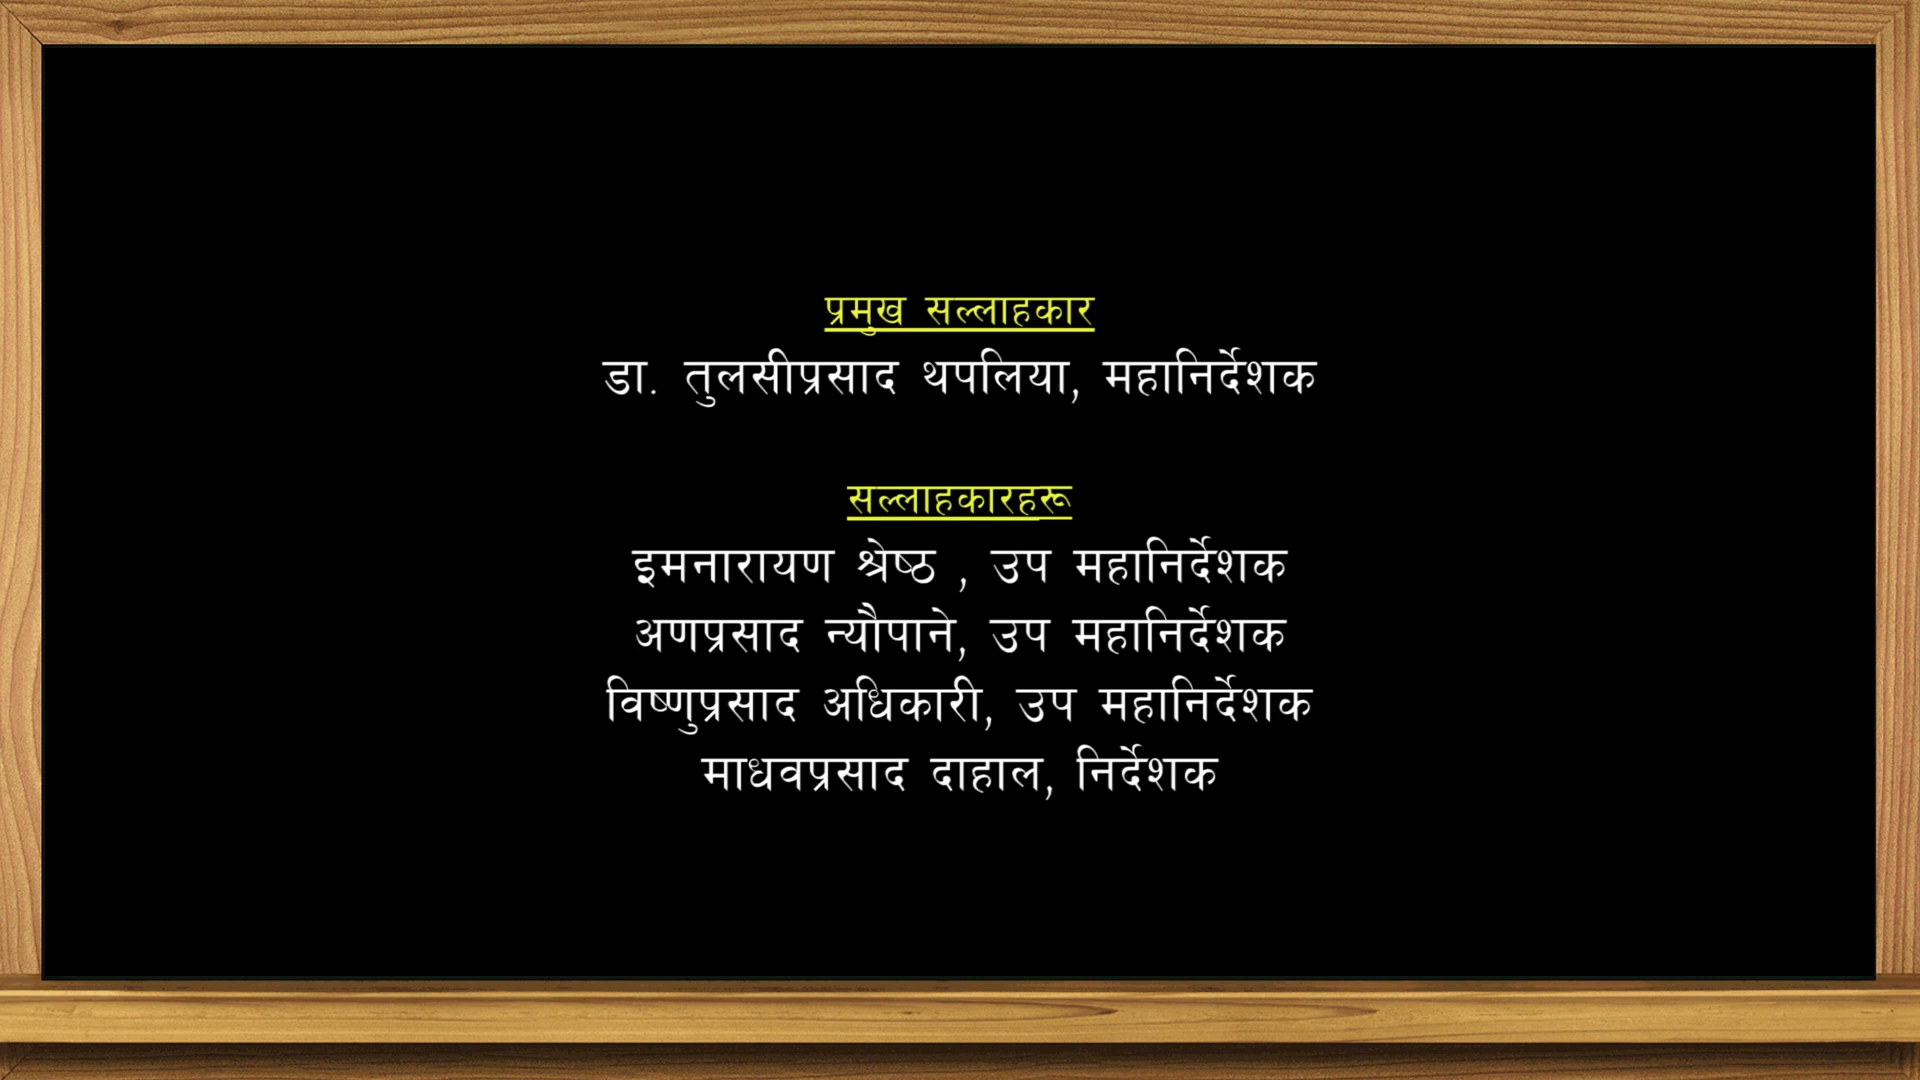 प्रमुख सल्लाहकार
डा. तुलसीप्रसाद थपलिया, महानिर्देशक
सल्लाहकारहरू
इमनारायण श्रेष्ठ , उप महानिर्देशक
अणप्रसाद न्यौपाने, उप महानिर्देशक
विष्णुप्रसाद अधिकारी, उप महानिर्देशक
माधवप्रसाद दाहाल, निर्देशक